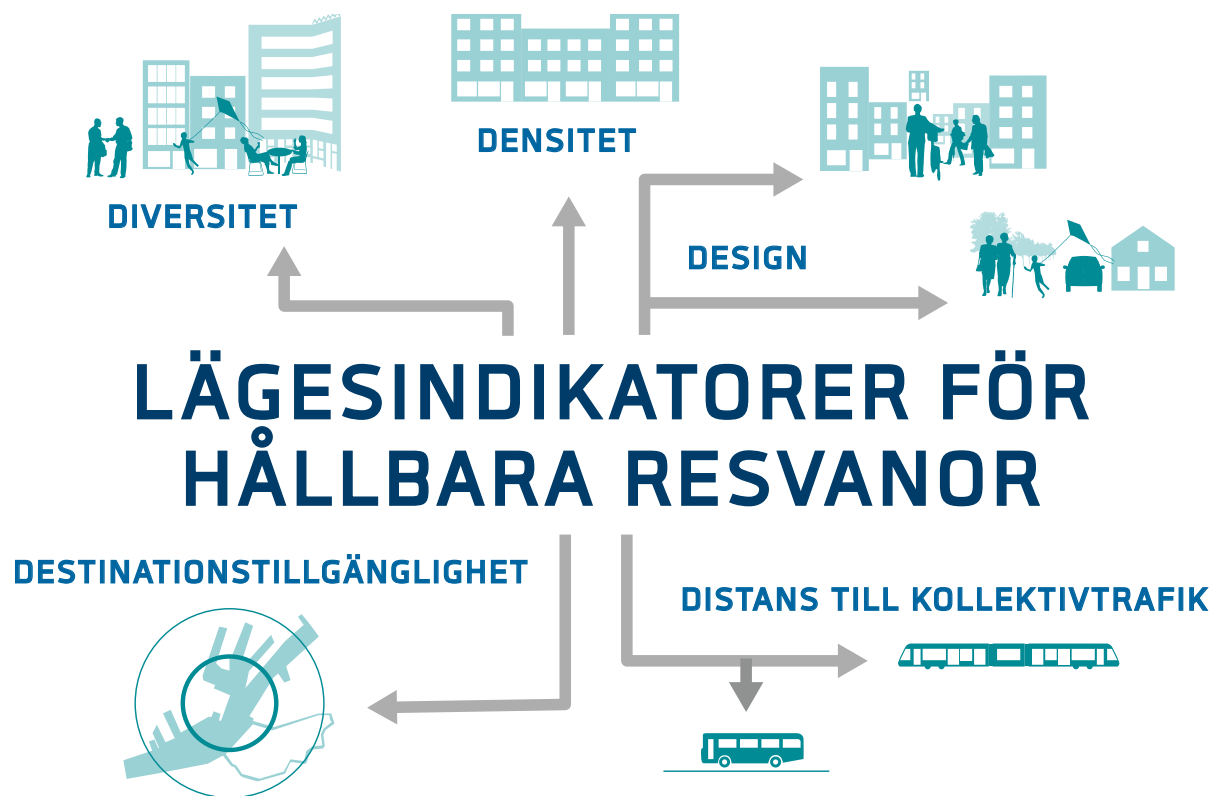 DENSITET
DIVERSITET
DESIGN
LÄGESINDIKATORER FÖR
HÅLLBARA RESVANOR
DESTINATIONSTILLGÄNGLIGHET
DISTANS TILL KOLLEKTIVTRAFIK